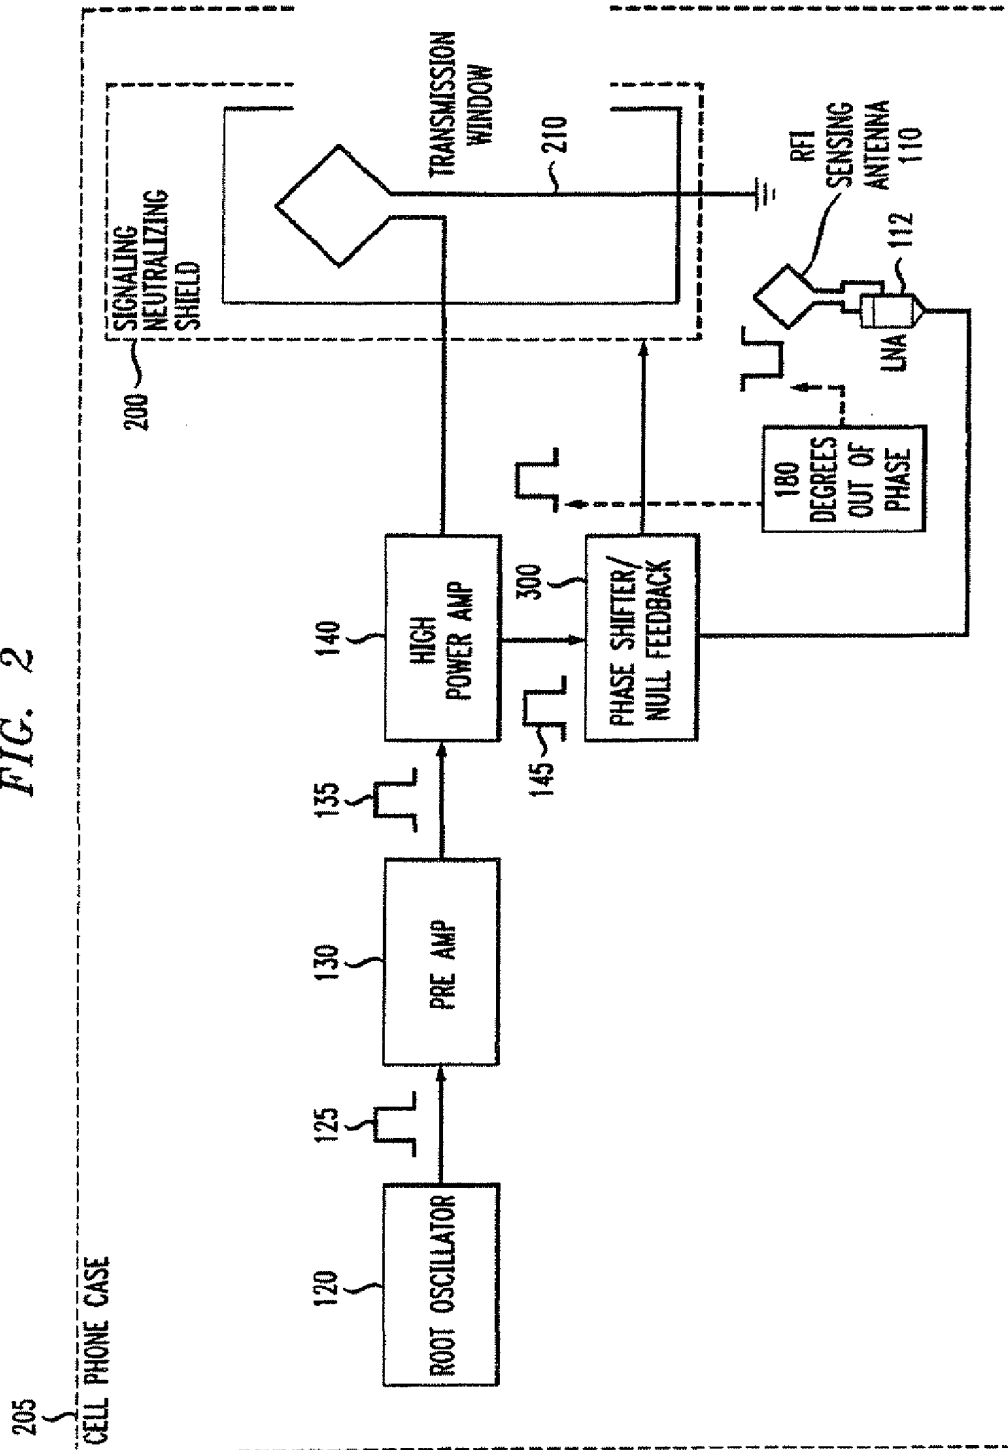 FIG. 2
205
CELL PHONE CASE
200
SIGNALING
NEUTRALIZING
SHIELD
TRANSMISSION
WINDOW
210
120
ROOT OSCILLATOR
125
130
PRE AMP
135
140
HIGH
POWER AMP
145
300
PHASE SHIFTER/
NULL FEEDBACK
180
DEGREES
OUT OF
PHASE
LNA
112
RFI
SENSING
ANTENNA
110